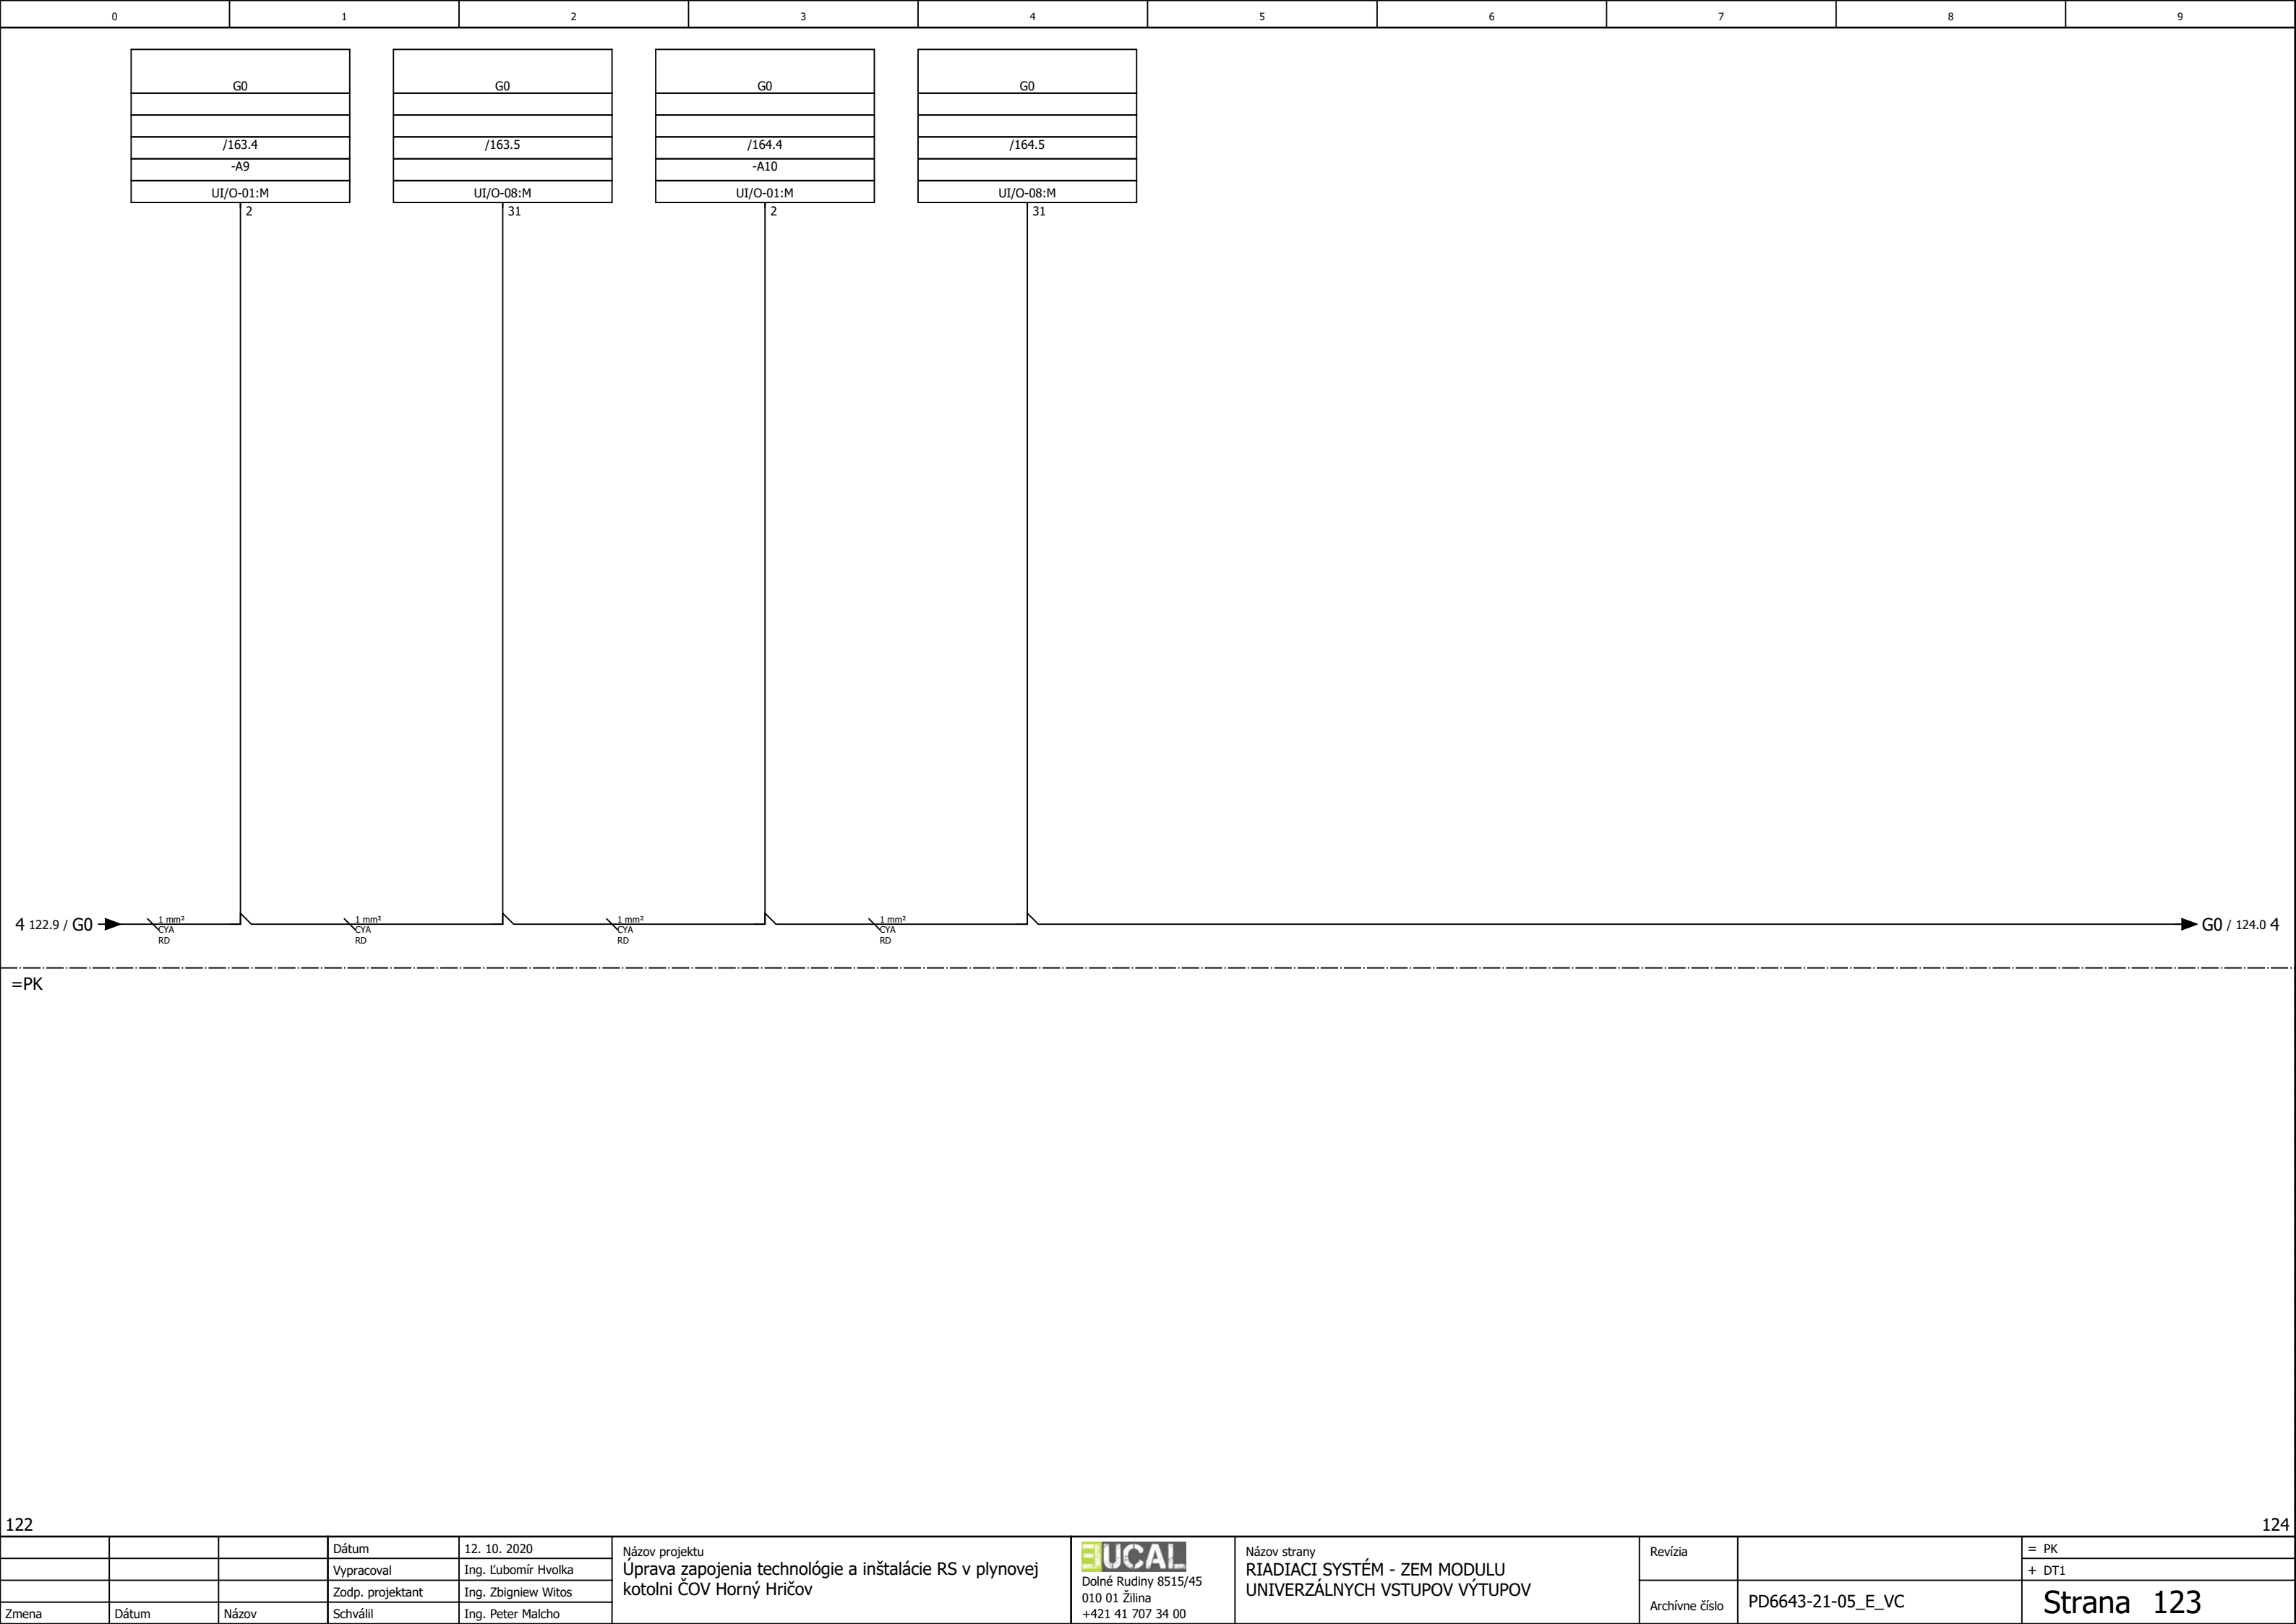 0 1 2 3 4 5 6 7 8 9
G0 G0 G0 G0
/163.4 /163.5 /164.4 /164.5
-A9 -A10
UI/O-01:M UI/O-08:M UI/O-01:M UI/O-08:M
2 31 2 31
4 122.9 / G0 G0 / 124.0 4
1 mm² 1 mm² 1 mm² 1 mm²
CYA CYA CYA CYA
RD RD RD RD
=PK
122 124
Dátum 12. 10. 2020
Vypracoval Ing. Ľubomír Hvolka
Zodp. projektant Ing. Zbigniew Witos
Zmena Dátum Názov Schválil Ing. Peter Malcho
Názov projektu
Úprava zapojenia technológie a inštalácie RS v plynovej
kotolni ČOV Horný Hričov
EUCAL
Dolné Rudiny 8515/45
010 01 Žilina
+421 41 707 34 00
Názov strany
RIADIACI SYSTÉM - ZEM MODULU
UNIVERZÁLNYCH VSTUPOV VÝTUPOV
Revízia
Archívne číslo PD6643-21-05_E_VC
= PK
+ DT1
Strana 123